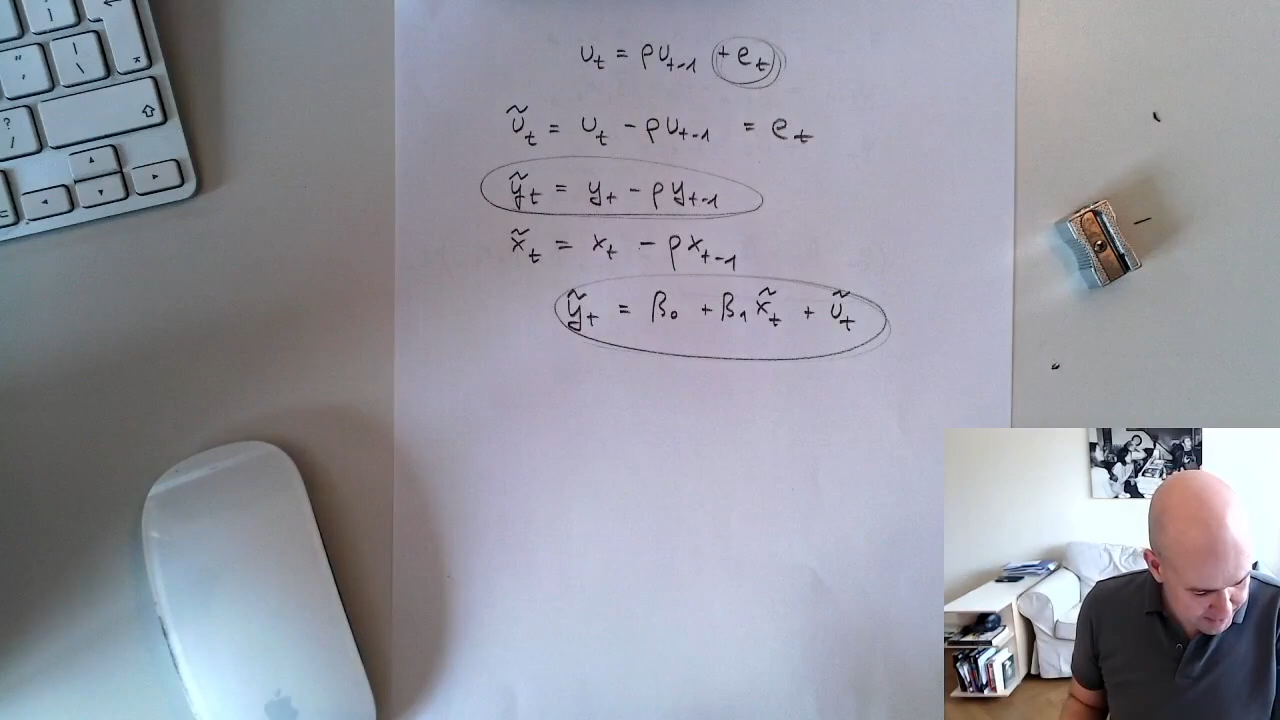 u_t = ρu_{t-1} + e_t
ũ_t = u_t - ρu_{t-1} = e_t
ỹ_t = y_t - ρy_{t-1}
x̃_t = x_t - ρx_{t-1}
ỹ_t = β_0 + β_1 x̃_t + ũ_t